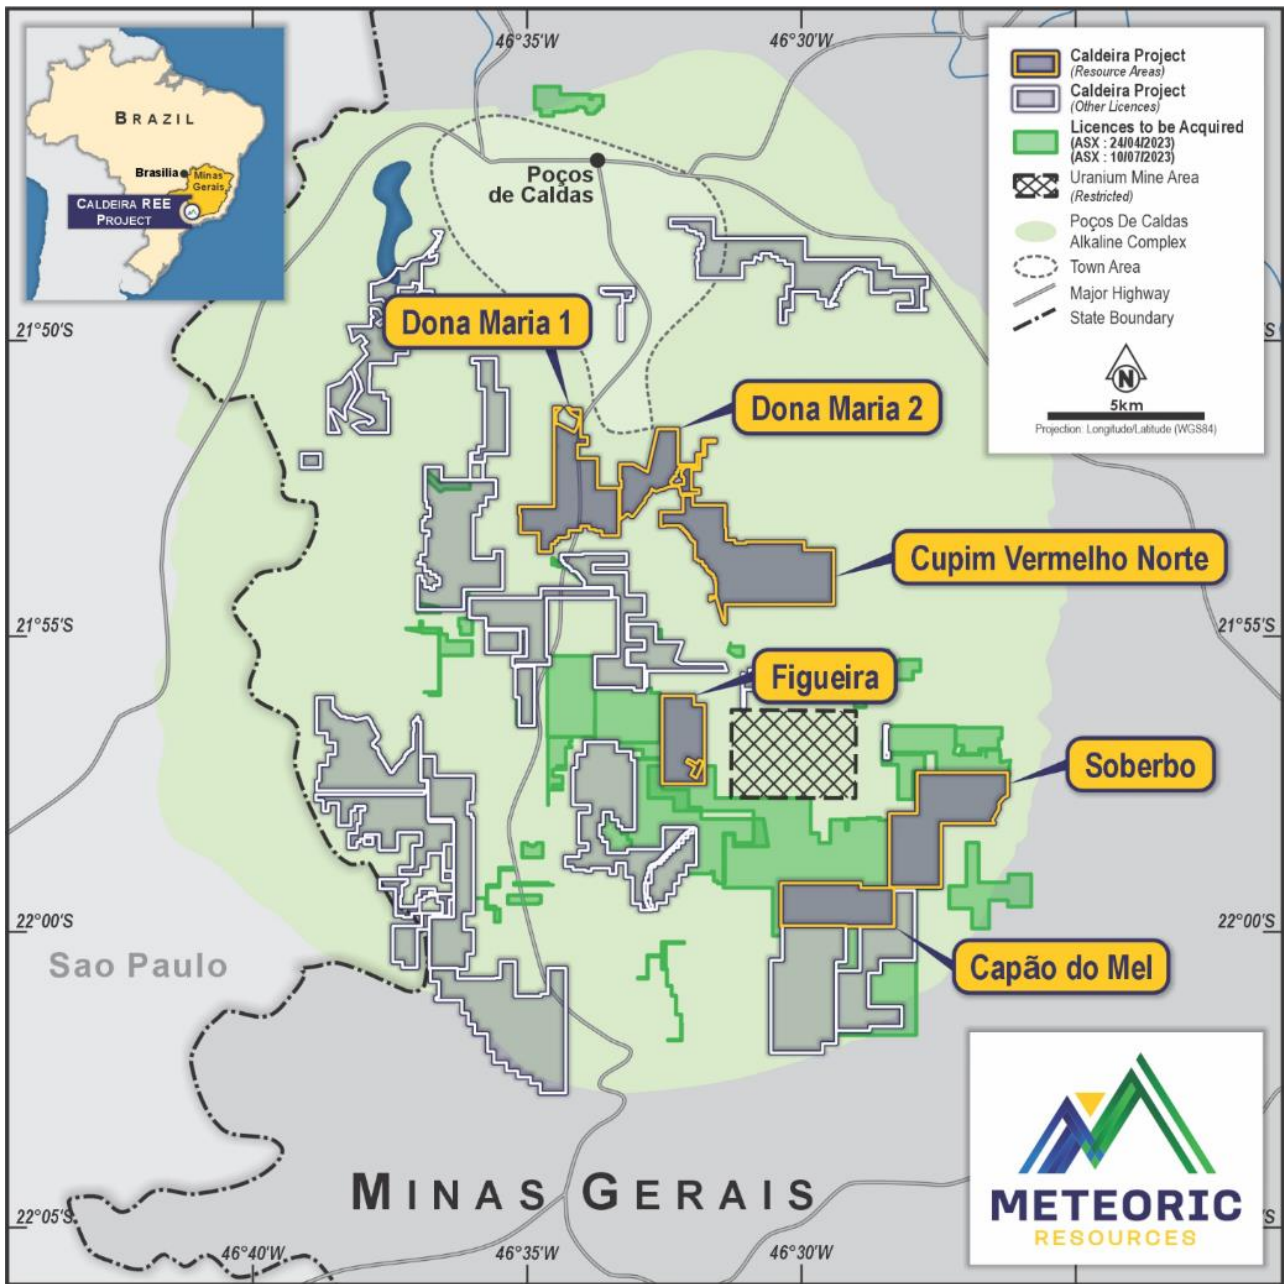 46°35'W
46°30'W
BRAZIL
Brasilia
Minas
Gerais
CALDEIRA REE
PROJECT
Caldeira Project
(Resource Areas)
Caldeira Project
(Other Licences)
Licences to be Acquired
(ASX : 24/04/2023)
(ASX : 10/07/2023)
Uranium Mine Area
(Restricted)
Poços De Caldas
Alkaline Complex
Town Area
Major Highway
State Boundary
N
5km
Projection: Longitude/Latitude (WGS84)
Poços
de Caldas
21°50'S
S
Dona Maria 1
Dona Maria 2
Cupim Vermelho Norte
21°55'S
21°55'S
Figueira
Soberbo
22°00'S
22°00'S
Sao Paulo
Capão do Mel
MINAS GERAIS
METEORIC
RESOURCES
22°05'S
'S
46°40'W
46°35'W
46°30'W